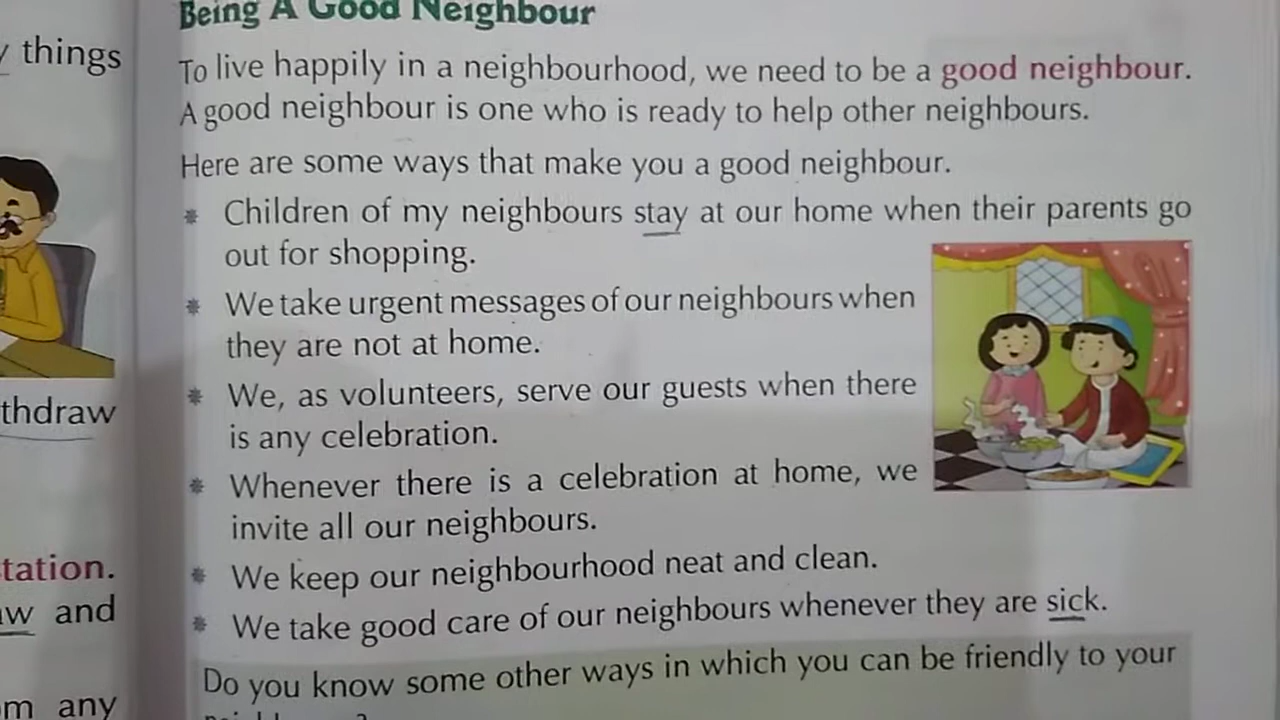 things
thdraw
tation.
and
m any
Being A Good Neighbour
To live happily in a neighbourhood, we need to be a good neighbour.
A good neighbour is one who is ready to help other neighbours.
Here are some ways that make you a good neighbour.
* Children of my neighbours stay at our home when their parents go
out for shopping.
* We take urgent messages of our neighbours when
they are not at home.
* We, as volunteers, serve our guests when there
is any celebration.
* Whenever there is a celebration at home, we
invite all our neighbours.
* We keep our neighbourhood neat and clean.
* We take good care of our neighbours whenever they are sick.
Do you know some other ways in which you can be friendly to your